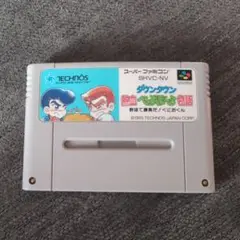 TECHNOS
スーパーファミコン
SHVC-NV
ダウンタウン
熱血べーすぼーる物語
野球で勝負だ!くにおくん
©1993 TECHNOS JAPAN CORP.